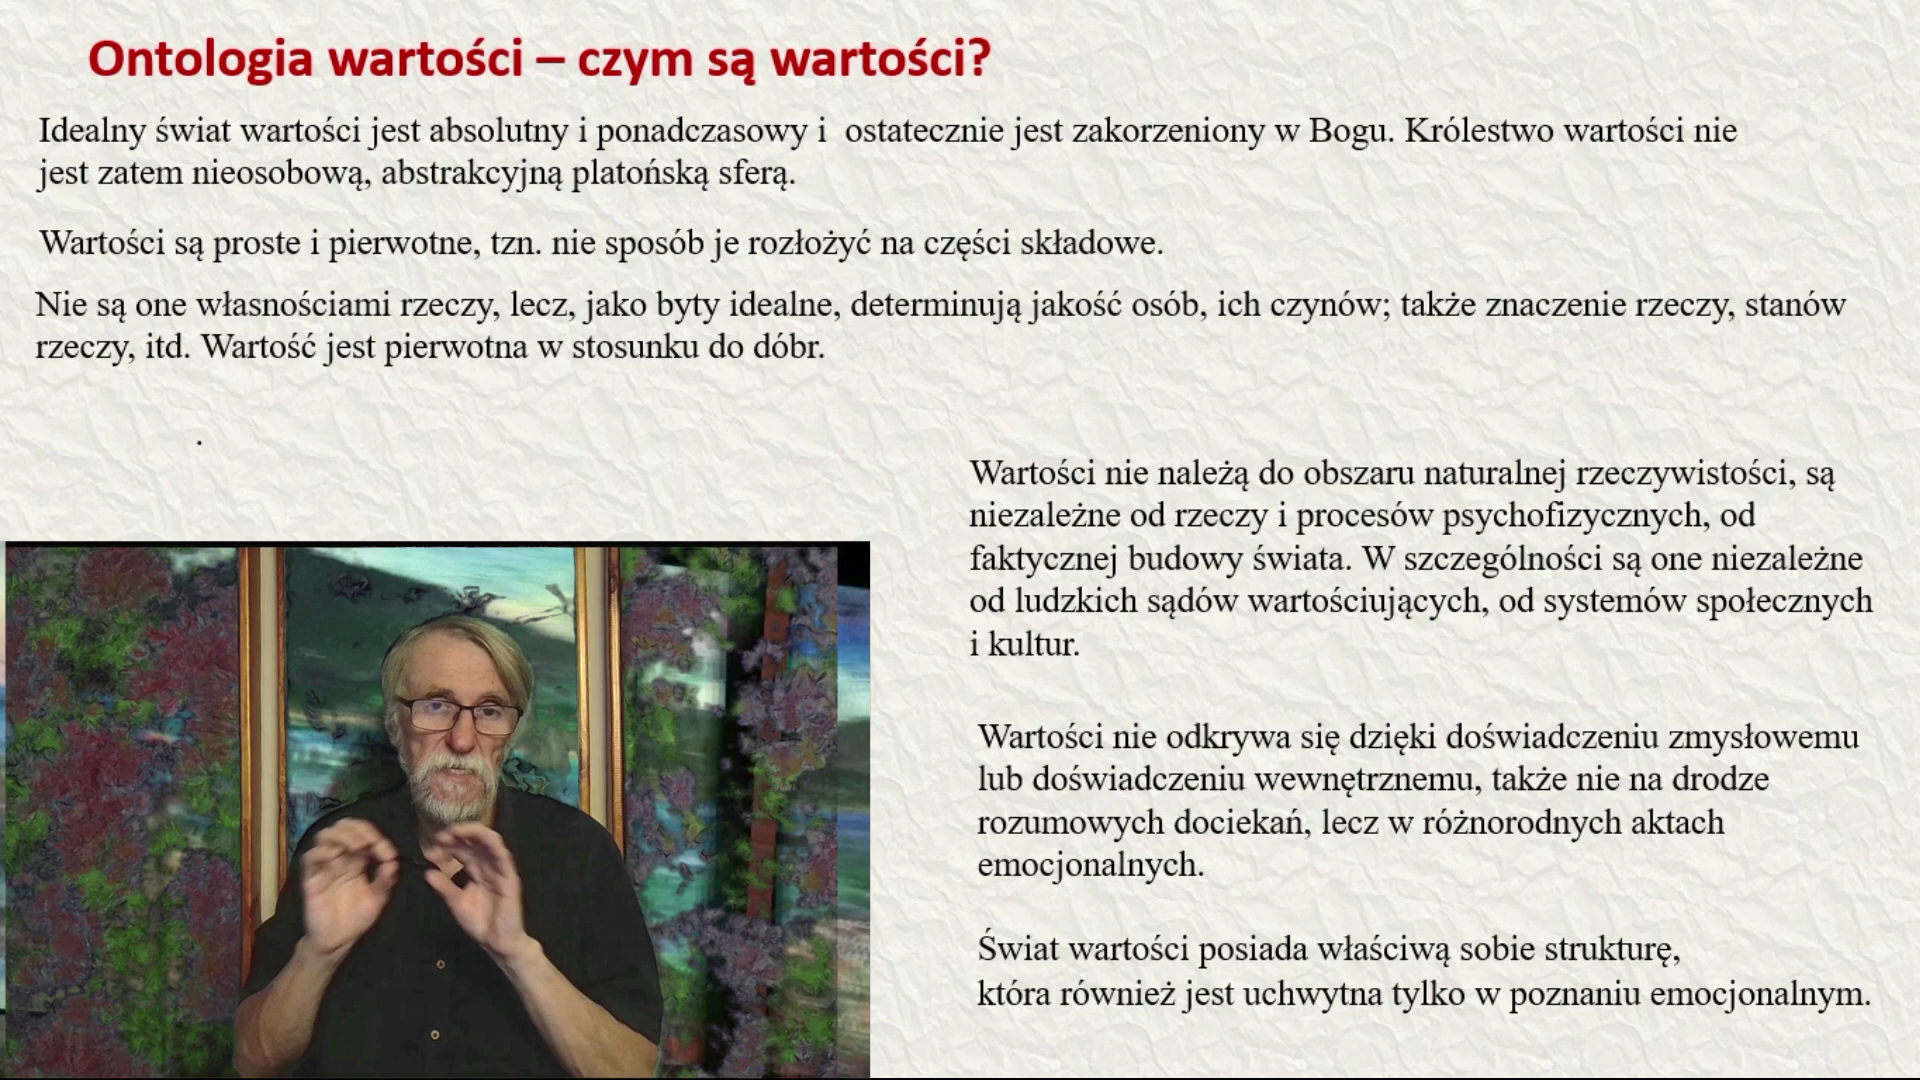 Ontologia wartości – czym są wartości?
Idealny świat wartości jest absolutny i ponadczasowy i  ostatecznie jest zakorzeniony w Bogu. Królestwo wartości nie
jest zatem nieosobową, abstrakcyjną platońską sferą.
Wartości są proste i pierwotne, tzn. nie sposób je rozłożyć na części składowe.
Nie są one własnościami rzeczy, lecz, jako byty idealne, determinują jakość osób, ich czynów; także znaczenie rzeczy, stanów
rzeczy, itd. Wartość jest pierwotna w stosunku do dóbr.
.
Wartości nie należą do obszaru naturalnej rzeczywistości, są
niezależne od rzeczy i procesów psychofizycznych, od
faktycznej budowy świata. W szczególności są one niezależne
od ludzkich sądów wartościujących, od systemów społecznych
i kultur.
Wartości nie odkrywa się dzięki doświadczeniu zmysłowemu
lub doświadczeniu wewnętrznemu, także nie na drodze
rozumowych dociekań, lecz w różnorodnych aktach
emocjonalnych.
Świat wartości posiada właściwą sobie strukturę,
która również jest uchwytna tylko w poznaniu emocjonalnym.